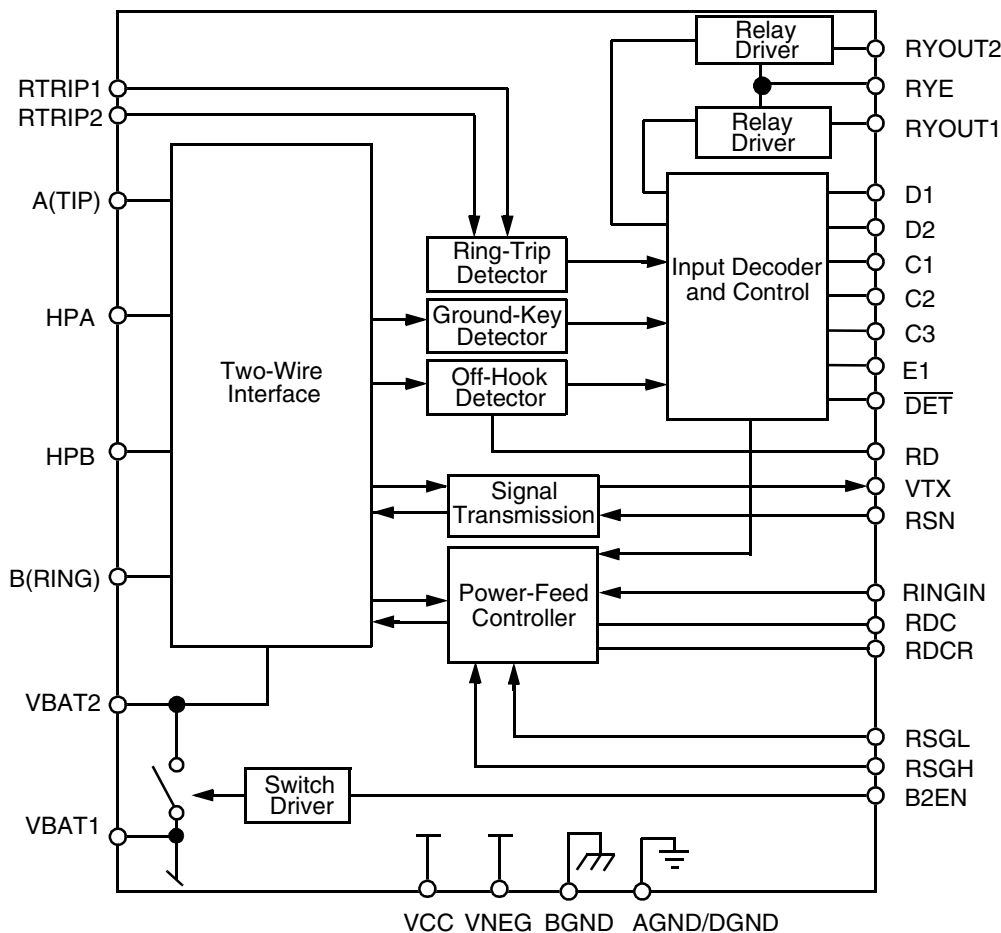 Relay
Driver
RYOUT2
RTRIP1
RYE
RTRIP2
Relay
Driver
RYOUT1
A(TIP)
D1
D2
Ring-Trip
Detector
Input Decoder
and Control
C1
C2
HPA
Ground-Key
Detector
C3
Two-Wire
Interface
Off-Hook
Detector
E1
DET
HPB
RD
Signal
Transmission
VTX
RSN
B(RING)
Power-Feed
Controller
RINGIN
RDC
RDCR
VBAT2
RSGL
RSGH
Switch
Driver
B2EN
VBAT1
VCC VNEG BGND AGND/DGND